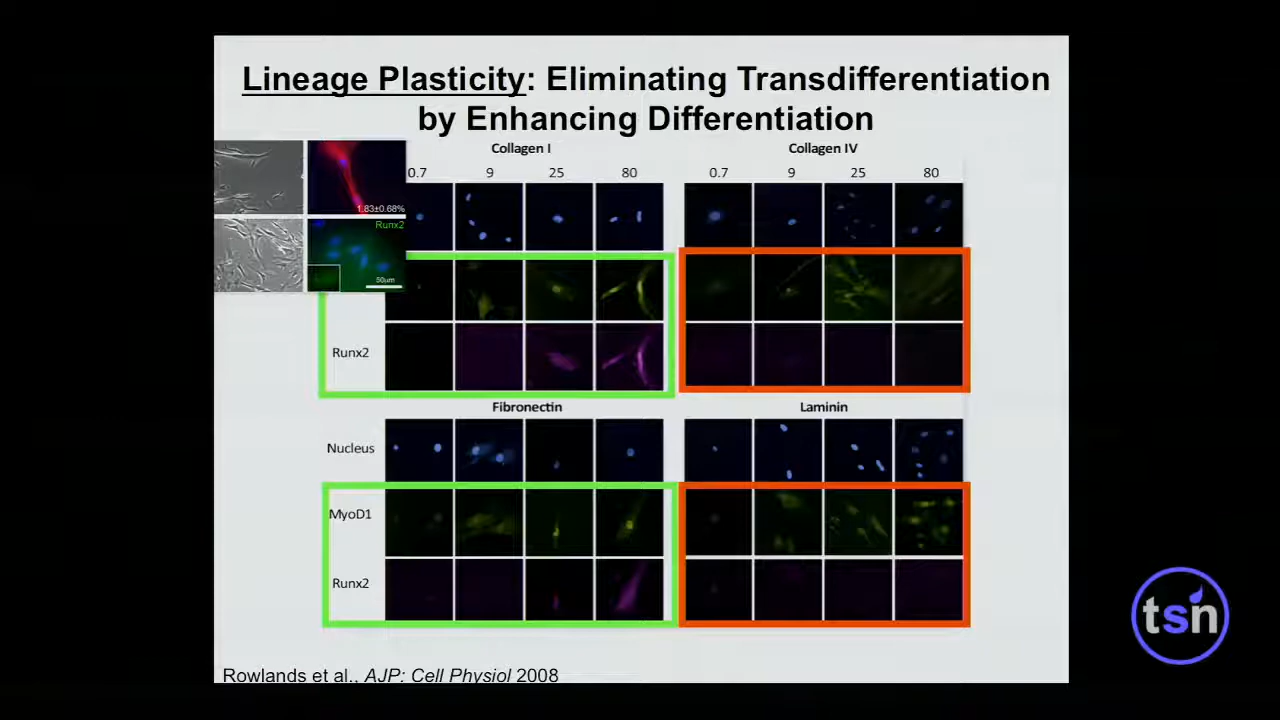 Lineage Plasticity: Eliminating Transdifferentiation
by Enhancing Differentiation
Collagen I
Collagen IV
0.7 9 25 80
0.7 9 25 80
1.83±0.68%
Runx2
50µm
Runx2
Fibronectin
Laminin
Nucleus
MyoD1
Runx2
Rowlands et al., AJP: Cell Physiol 2008
tsn